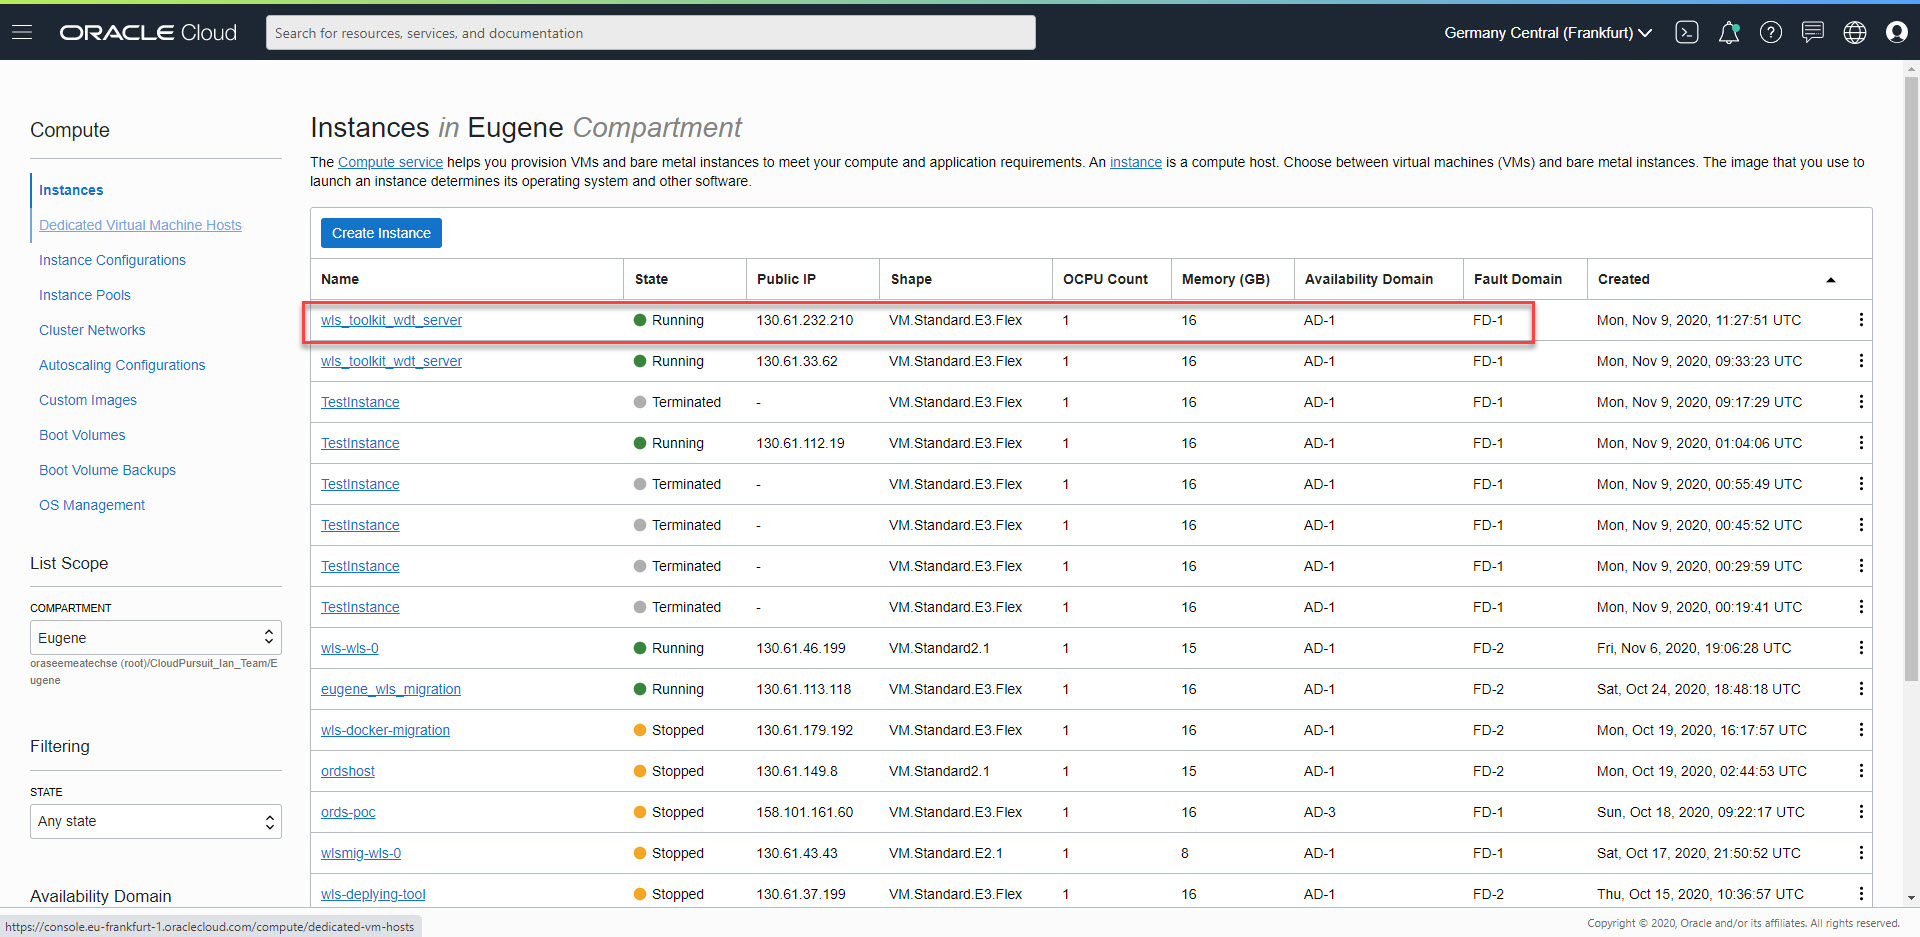 ORACLE Cloud
Search for resources, services, and documentation
Germany Central (Frankfurt)
Compute
Instances
Dedicated Virtual Machine Hosts
Instance Configurations
Instance Pools
Cluster Networks
Autoscaling Configurations
Custom Images
Boot Volumes
Boot Volume Backups
OS Management
List Scope
COMPARTMENT
Eugene
oraseemeatechse (root)/CloudPursuit_Ian_Team/E
ugene
Filtering
STATE
Any state
Availability Domain
Instances in Eugene Compartment
The Compute service helps you provision VMs and bare metal instances to meet your compute and application requirements. An instance is a compute host. Choose between virtual machines (VMs) and bare metal instances. The image that you use to
launch an instance determines its operating system and other software.
Create Instance
Name State Public IP Shape OCPU Count Memory (GB) Availability Domain Fault Domain Created
wls_toolkit_wdt_server Running 130.61.232.210 VM.Standard.E3.Flex 1 16 AD-1 FD-1 Mon, Nov 9, 2020, 11:27:51 UTC
wls_toolkit_wdt_server Running 130.61.33.62 VM.Standard.E3.Flex 1 16 AD-1 FD-1 Mon, Nov 9, 2020, 09:33:23 UTC
TestInstance Terminated - VM.Standard.E3.Flex 1 16 AD-1 FD-1 Mon, Nov 9, 2020, 09:17:29 UTC
TestInstance Running 130.61.112.19 VM.Standard.E3.Flex 1 16 AD-1 FD-1 Mon, Nov 9, 2020, 01:04:06 UTC
TestInstance Terminated - VM.Standard.E3.Flex 1 16 AD-1 FD-1 Mon, Nov 9, 2020, 00:55:49 UTC
TestInstance Terminated - VM.Standard.E3.Flex 1 16 AD-1 FD-1 Mon, Nov 9, 2020, 00:45:52 UTC
TestInstance Terminated - VM.Standard.E3.Flex 1 16 AD-1 FD-1 Mon, Nov 9, 2020, 00:29:59 UTC
TestInstance Terminated - VM.Standard.E3.Flex 1 16 AD-1 FD-1 Mon, Nov 9, 2020, 00:19:41 UTC
wls-wls-0 Running 130.61.46.199 VM.Standard2.1 1 15 AD-1 FD-2 Fri, Nov 6, 2020, 19:06:28 UTC
eugene_wls_migration Running 130.61.113.118 VM.Standard.E3.Flex 1 16 AD-1 FD-2 Sat, Oct 24, 2020, 18:48:18 UTC
wls-docker-migration Stopped 130.61.179.192 VM.Standard.E3.Flex 1 16 AD-1 FD-2 Mon, Oct 19, 2020, 16:17:57 UTC
ordshost Stopped 130.61.149.8 VM.Standard2.1 1 15 AD-1 FD-2 Mon, Oct 19, 2020, 02:44:53 UTC
ords-poc Stopped 158.101.161.60 VM.Standard.E3.Flex 1 16 AD-3 FD-1 Sun, Oct 18, 2020, 09:22:17 UTC
wlsmig-wls-0 Stopped 130.61.43.43 VM.Standard.E2.1 1 8 AD-1 FD-1 Sat, Oct 17, 2020, 21:50:52 UTC
wls-deplying-tool Stopped 130.61.37.199 VM.Standard.E3.Flex 1 16 AD-1 FD-2 Thu, Oct 15, 2020, 10:36:57 UTC
https://console.eu-frankfurt-1.oraclecloud.com/compute/dedicated-vm-hosts
Copyright © 2020, Oracle and/or its affiliates. All rights reserved.